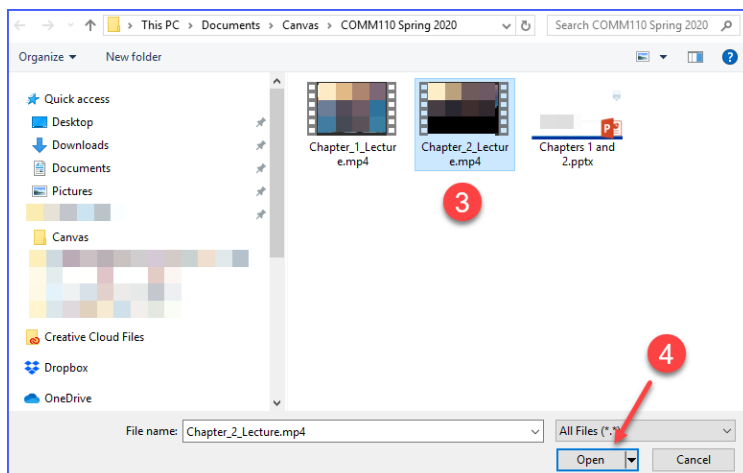 This PC > Documents > Canvas > COMM110 Spring 2020
Search COMM110 Spring 2020
Organize
New folder
?
Quick access
Desktop
Downloads
Documents
Pictures
Canvas
Creative Cloud Files
Dropbox
OneDrive
Chapter_1_Lectur
e.mp4
Chapter_2_Lectur
e.mp4
Chapters 1 and
2.pptx
P
3
4
File name:
Chapter_2_Lecture.mp4
All Files (*.*)
Open
Cancel